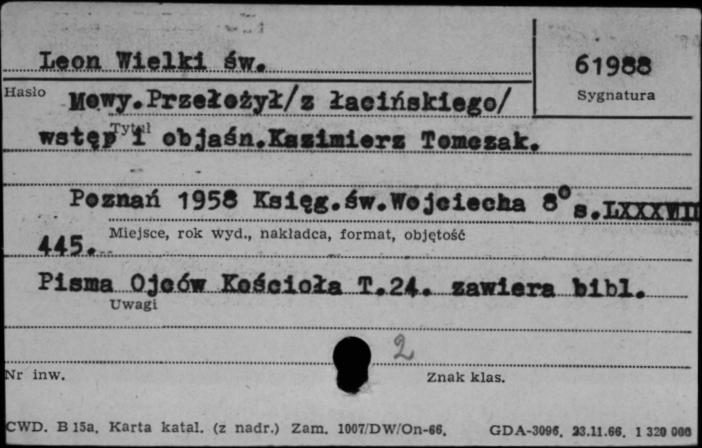 Leon Wielki św.
61988
Sygnatura
Hasło
Mowy.Przełożył/z łacińskiego/
Tytuł
wstęp i objaśn.Kazimierz Tomczak.
Poznań 1958 Księg.św.Wojciecha 8° s.LXXXVII
Miejsce, rok wyd., nakładca, format, objętość
445.
Pisma Ojców Kościoła T.24. zawiera bibl.
Uwagi
2
Nr inw.
Znak klas.
CWD. B 15a. Karta katal. (z nadr.) Zam. 1007/DW/On-66. GDA-3096. 23.11.66. 1 320 000